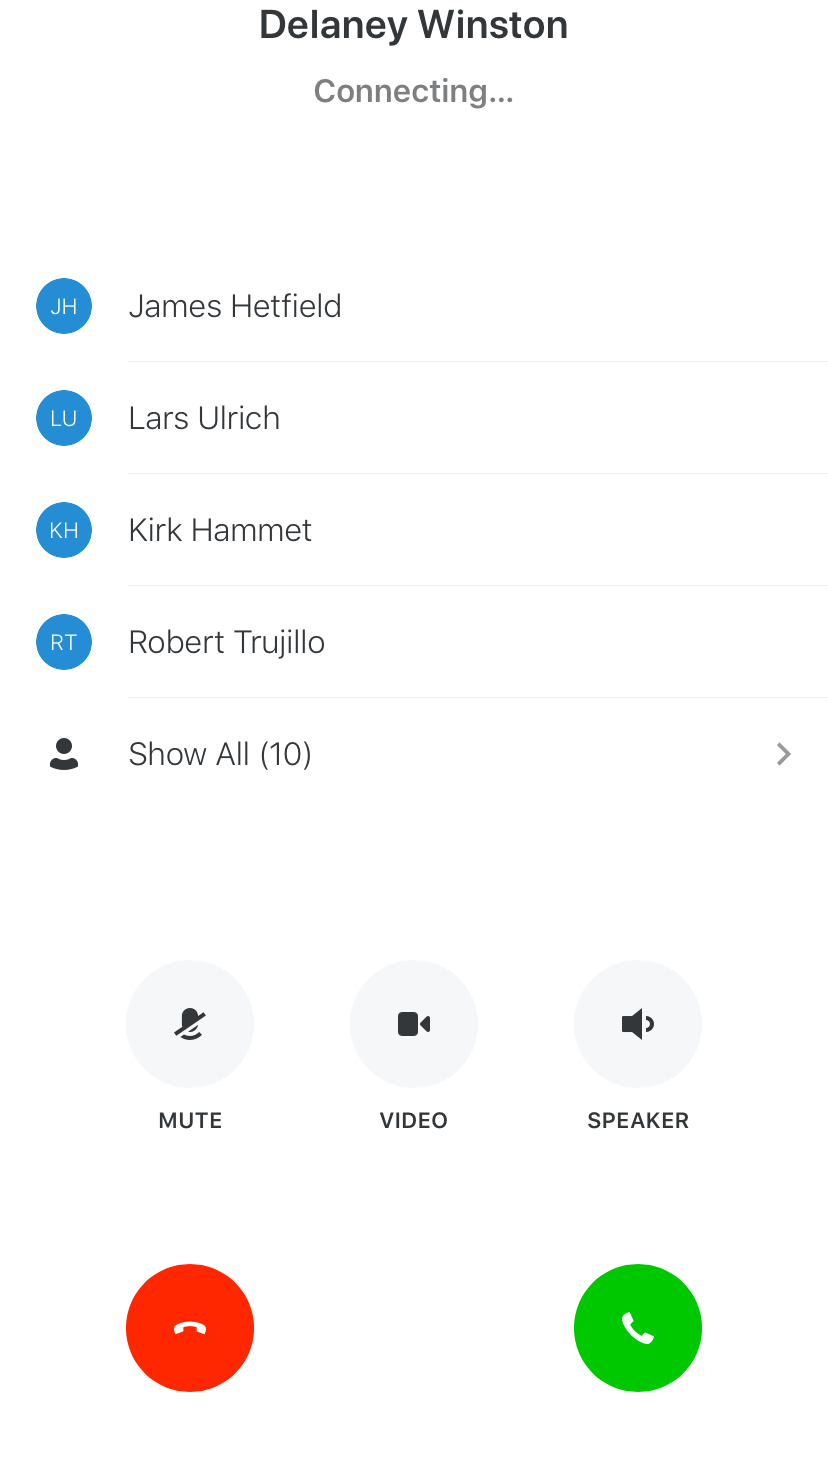 Delaney Winston
Connecting...
JH James Hetfield
LU Lars Ulrich
KH Kirk Hammet
RT Robert Trujillo
Show All (10)
MUTE VIDEO SPEAKER